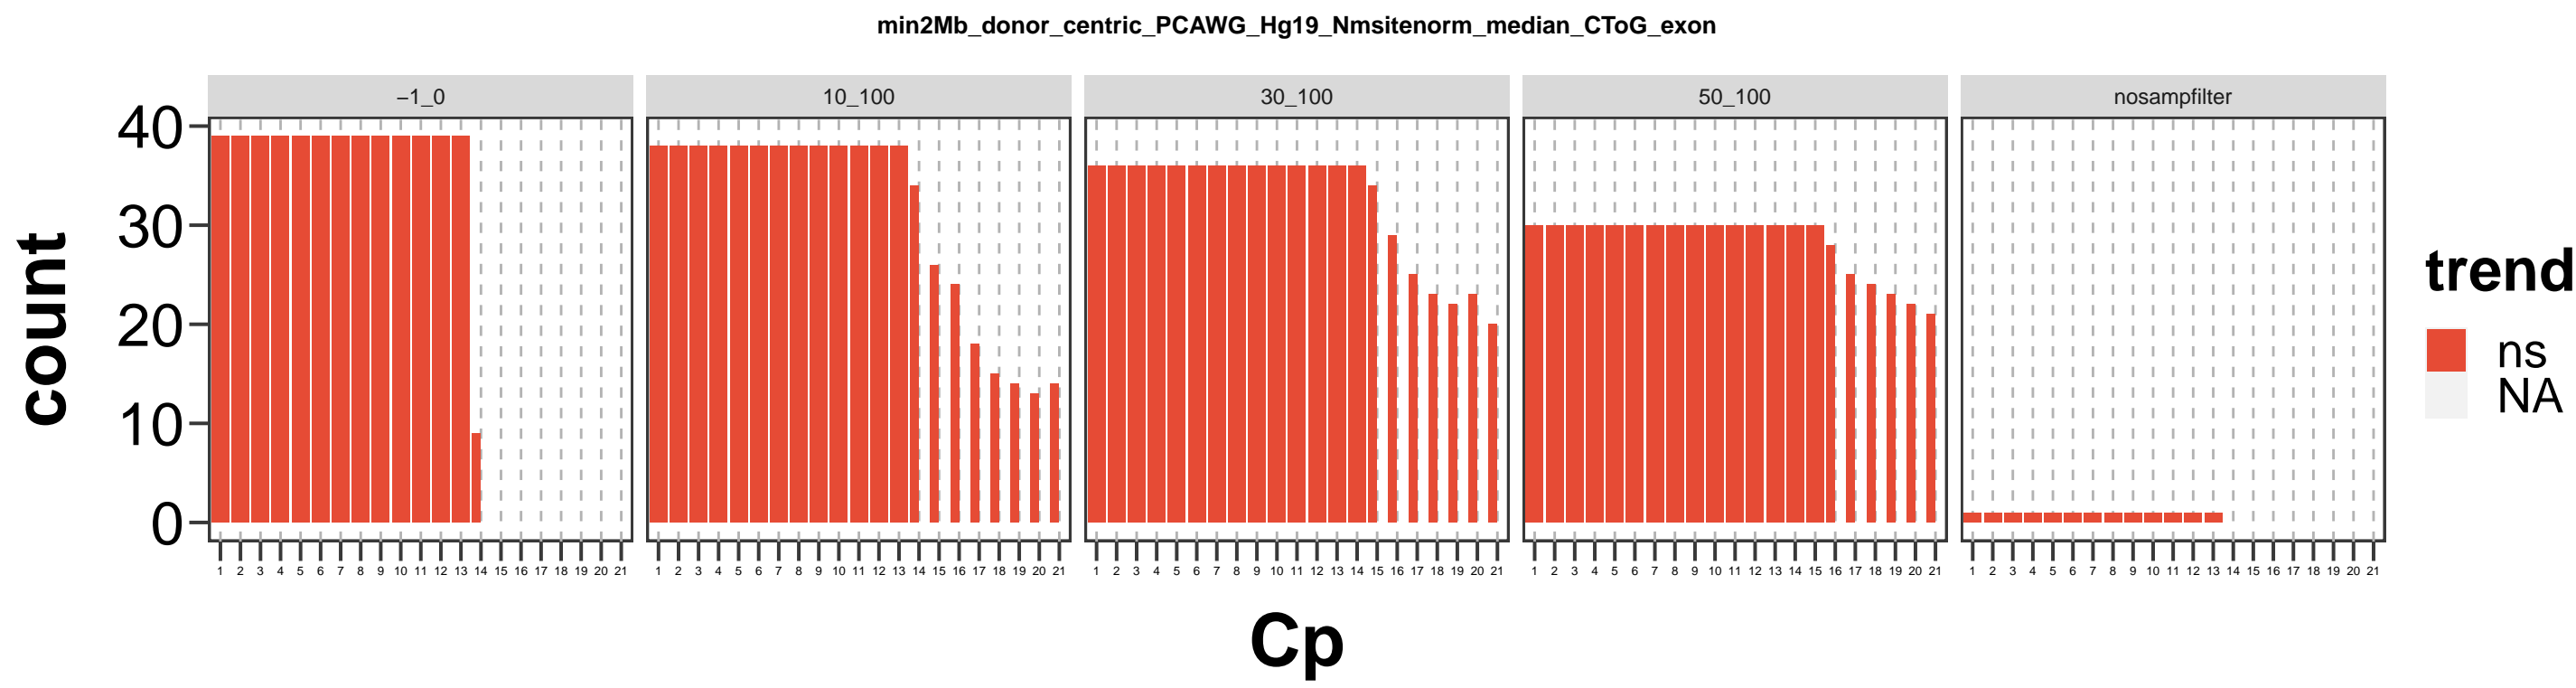 min2Mb_donor_centric_PCAWG_Hg19_Nmsitenorm_median_CToG_exon
−1_0
10_100
30_100
50_100
nosampfilter
count
40
30
20
10
0
1 2 3 4 5 6 7 8 9 10 11 12 13 14 15 16 17 18 19 20 21
1 2 3 4 5 6 7 8 9 10 11 12 13 14 15 16 17 18 19 20 21
1 2 3 4 5 6 7 8 9 10 11 12 13 14 15 16 17 18 19 20 21
1 2 3 4 5 6 7 8 9 10 11 12 13 14 15 16 17 18 19 20 21
1 2 3 4 5 6 7 8 9 10 11 12 13 14 15 16 17 18 19 20 21
Cp
trend
ns
NA